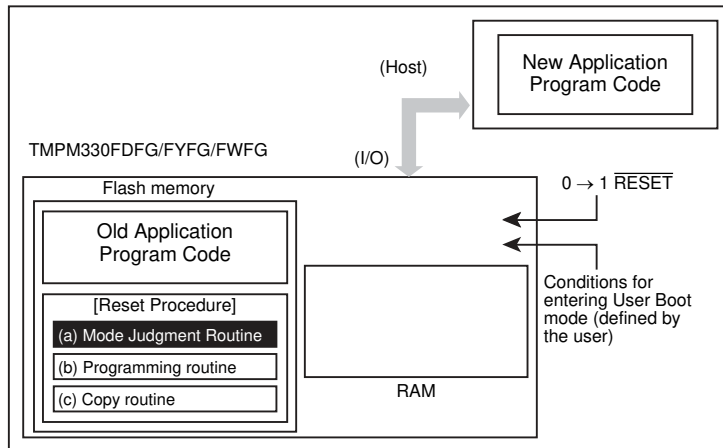 New Application
Program Code
(Host)
(I/O)
TMPM330FDFG/FYFG/FWFG
Flash memory
Old Application
Program Code
[Reset Procedure]
(a) Mode Judgment Routine
(b) Programming routine
(c) Copy routine
RAM
0 → 1 RESET
Conditions for
entering User Boot
mode (defined by
the user)